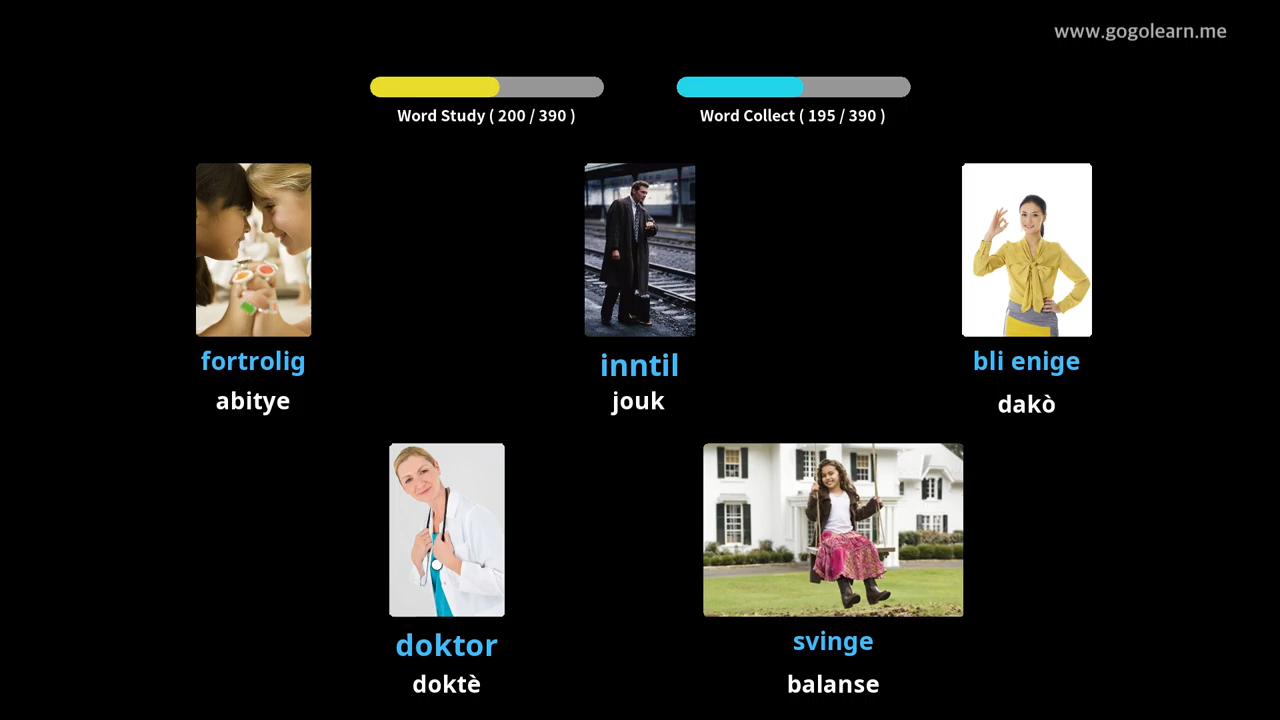 www.gogolearn.me
Word Study ( 200 / 390 )
Word Collect ( 195 / 390 )
fortrolig
abitye
inntil
jouk
bli enige
dakò
doktor
doktè
svinge
balanse